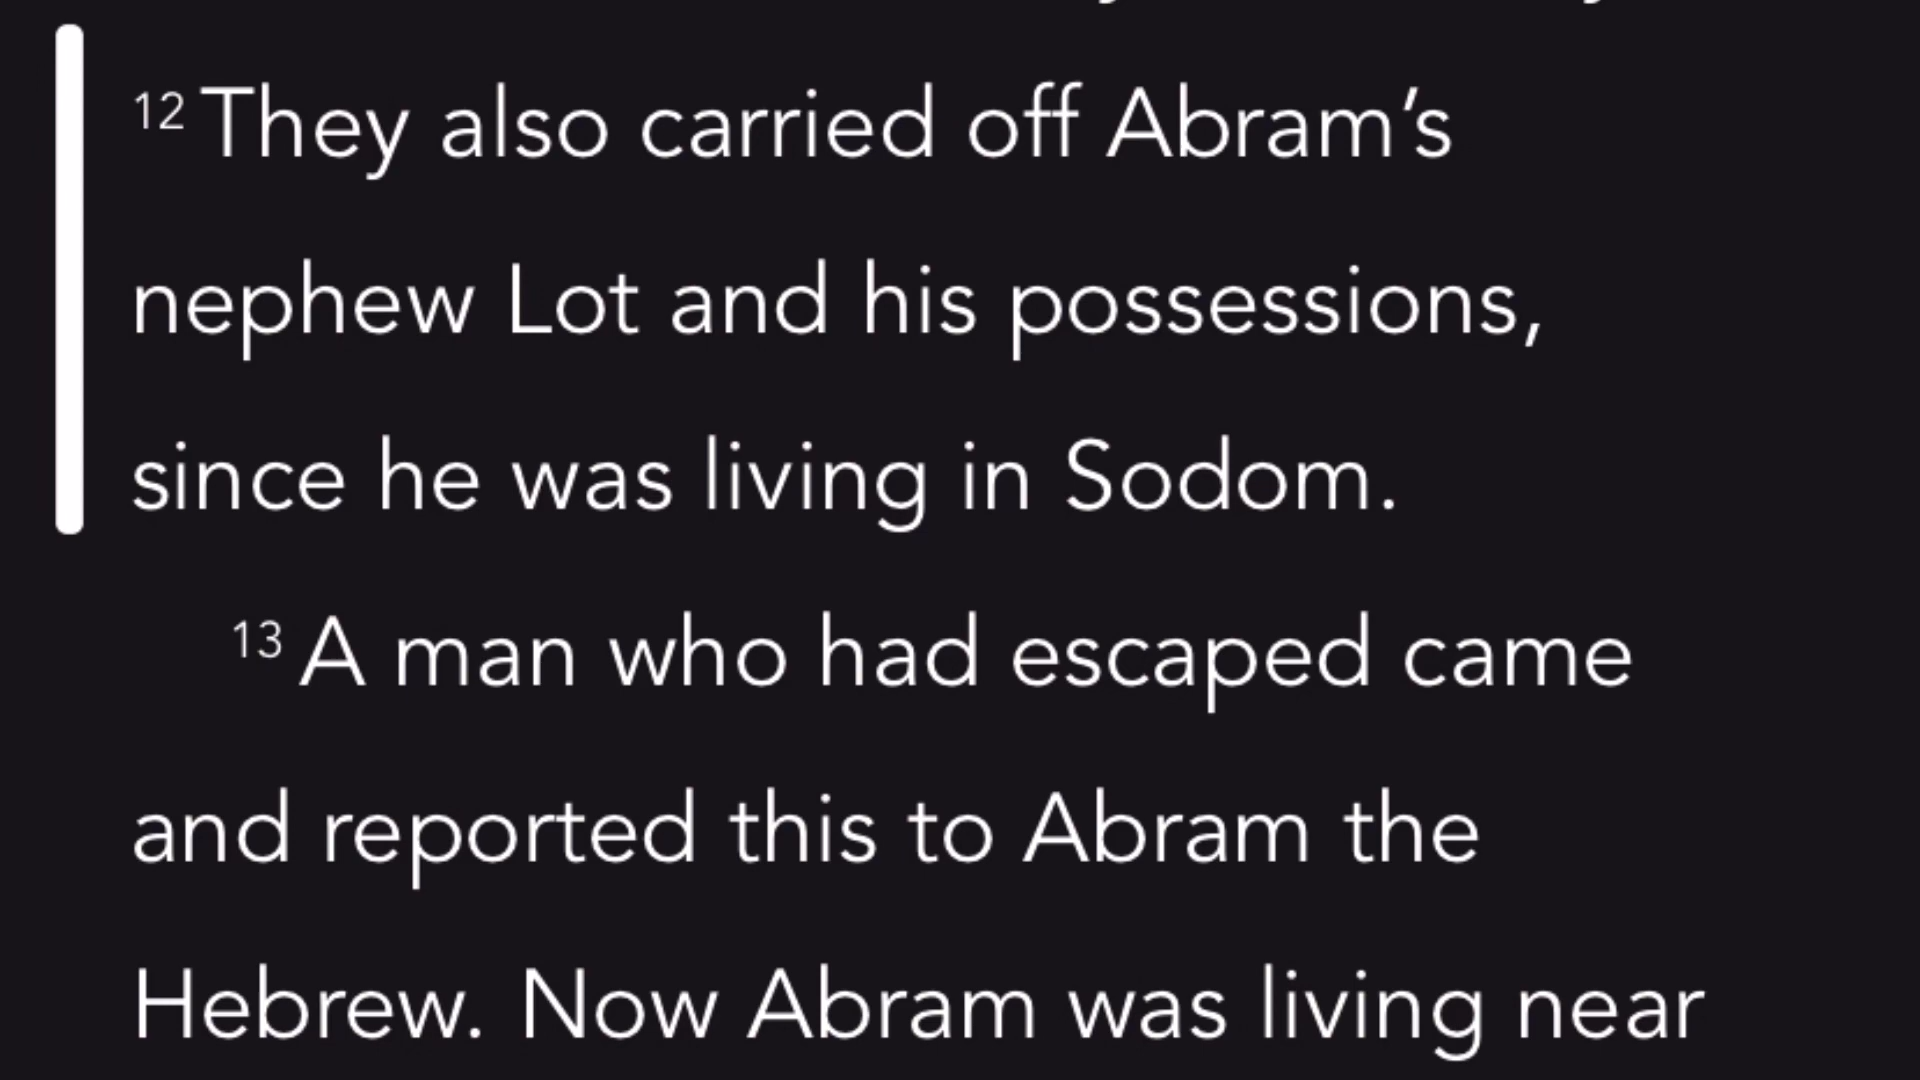 12 They also carried off Abram’s
nephew Lot and his possessions,
since he was living in Sodom.
13 A man who had escaped came
and reported this to Abram the
Hebrew. Now Abram was living near